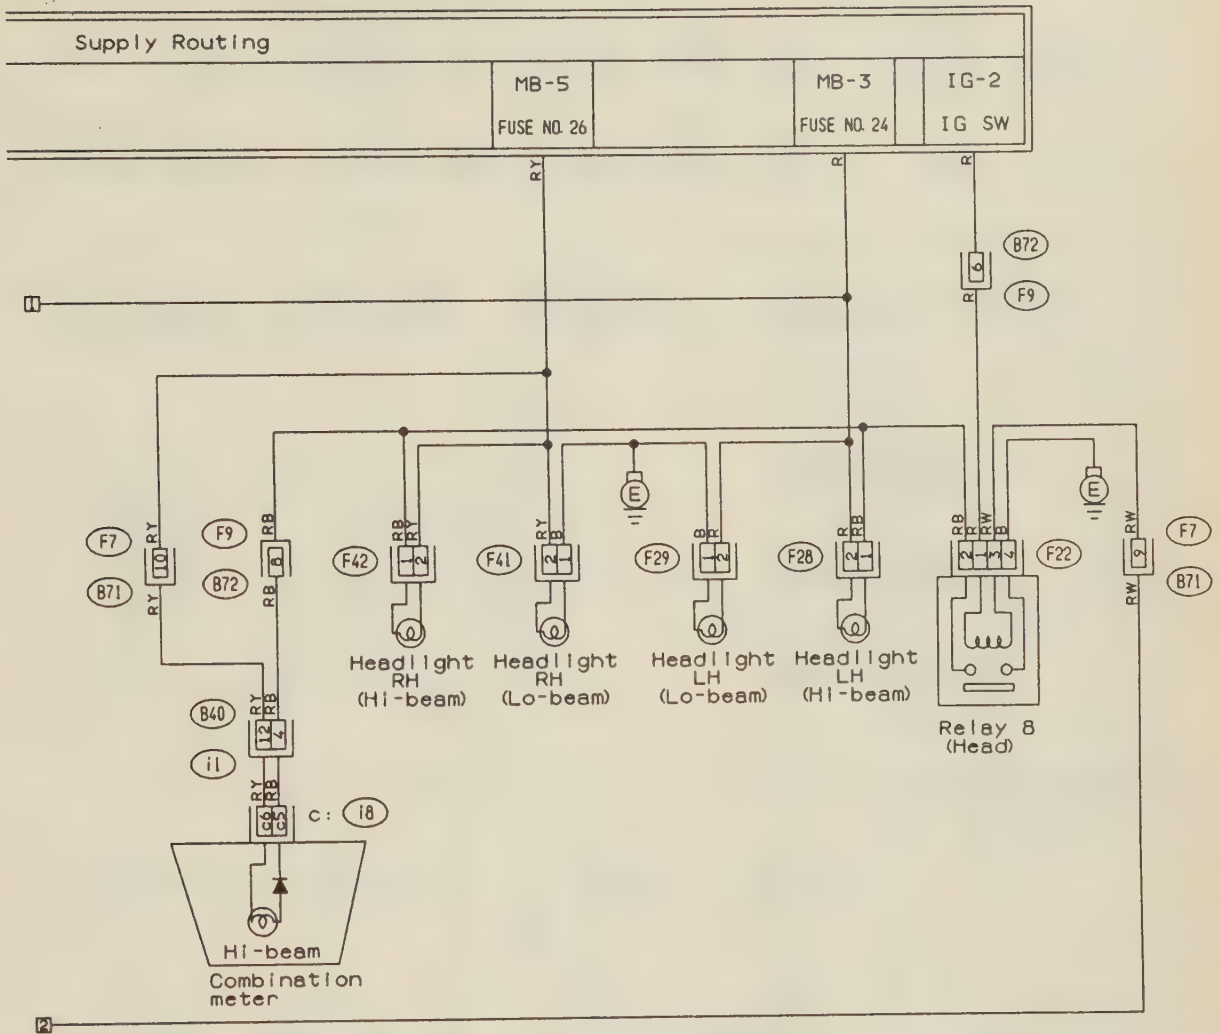 Supply Routing
MB-5
FUSE NO. 26
MB-3
FUSE NO. 24
IG-2
IG SW
RY
R
R
6
B72
R
F9
1
RY
F7
10
B71
RY
RB
F9
8
B72
RB
RB
RY
F42
1
2
Headlight
RH
(Hi-beam)
RY
B
F41
2
1
Headlight
RH
(Lo-beam)
E
B
R
F29
1
2
Headlight
LH
(Lo-beam)
R
RB
F28
2
1
Headlight
LH
(Hi-beam)
RB
R
RW
B
2
1
3
4
F22
Relay 8
(Head)
E
RW
F7
9
B71
RW
RY
RB
B40
12
4
i1
RY
RB
c6
c5
C: i8
Hi-beam
Combination
meter
2